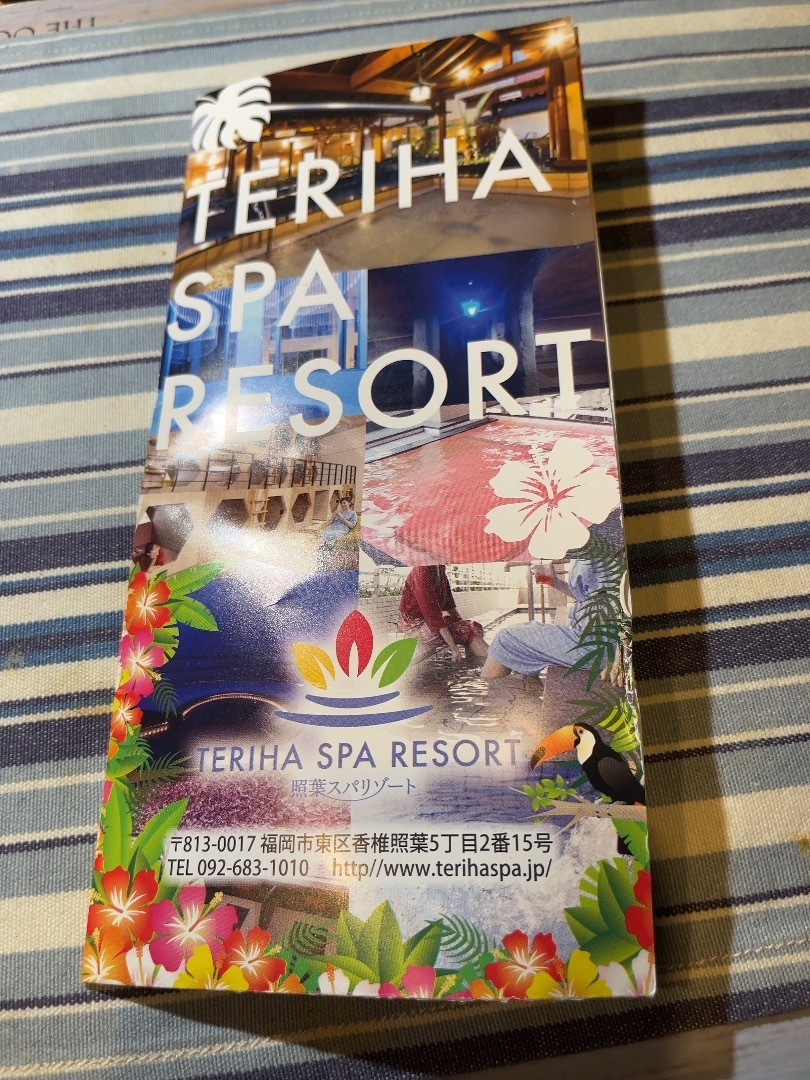 TERIHA
SPA
RESORT
TERIHA SPA RESORT
照葉スパリゾート
〒813-0017 福岡市東区香椎照葉5丁目2番15号
TEL 092-683-1010 http//www.terihaspa.jp/